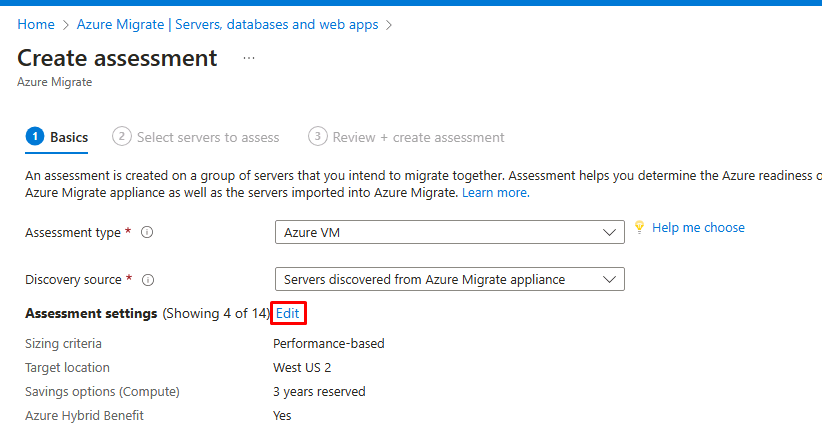 Home > Azure Migrate | Servers, databases and web apps >
Create assessment ...
Azure Migrate
1 Basics 2 Select servers to assess 3 Review + create assessment
An assessment is created on a group of servers that you intend to migrate together. Assessment helps you determine the Azure readiness o
Azure Migrate appliance as well as the servers imported into Azure Migrate. Learn more.
Assessment type * Azure VM Help me choose
Discovery source * Servers discovered from Azure Migrate appliance
Assessment settings (Showing 4 of 14) Edit
Sizing criteria Performance-based
Target location West US 2
Savings options (Compute) 3 years reserved
Azure Hybrid Benefit Yes